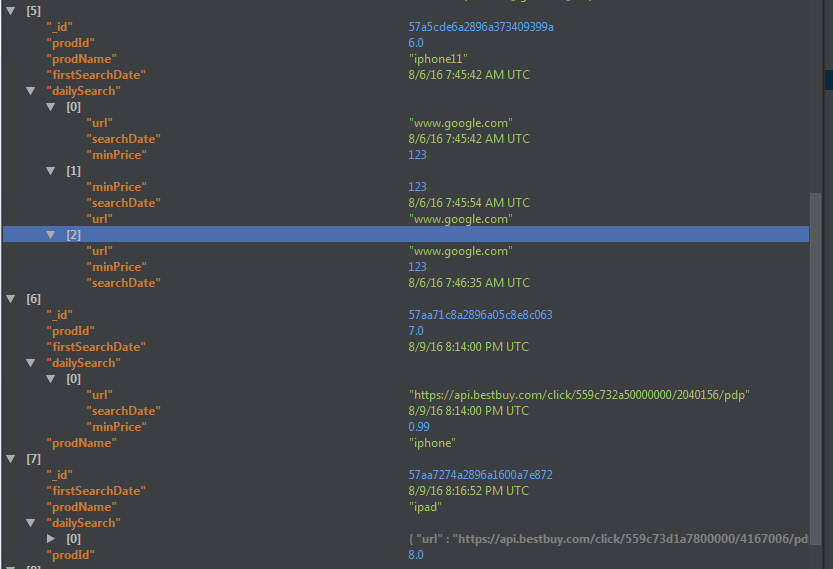 [5]
"_id" 57a5cde6a2896a373409399a
"prodId" 6.0
"prodName" "iphone11"
"firstSearchDate" 8/6/16 7:45:42 AM UTC
"dailySearch"
[0]
"url" "www.google.com"
"searchDate" 8/6/16 7:45:42 AM UTC
"minPrice" 123
[1]
"minPrice" 123
"searchDate" 8/6/16 7:45:54 AM UTC
"url" "www.google.com"
[2]
"url" "www.google.com"
"minPrice" 123
"searchDate" 8/6/16 7:46:35 AM UTC
[6]
"_id" 57aa71c8a2896a05c8e8c063
"prodId" 7.0
"firstSearchDate" 8/9/16 8:14:00 PM UTC
"dailySearch"
[0]
"url" "https://api.bestbuy.com/click/559c732a50000000/2040156/pdp"
"searchDate" 8/9/16 8:14:00 PM UTC
"minPrice" 0.99
"prodName" "iphone"
[7]
"_id" 57aa7274a2896a1600a7e872
"firstSearchDate" 8/9/16 8:16:52 PM UTC
"prodName" "ipad"
"dailySearch"
[0] { "url" : "https://api.bestbuy.com/click/559c73d1a7800000/4167006/pd
"prodId" 8.0